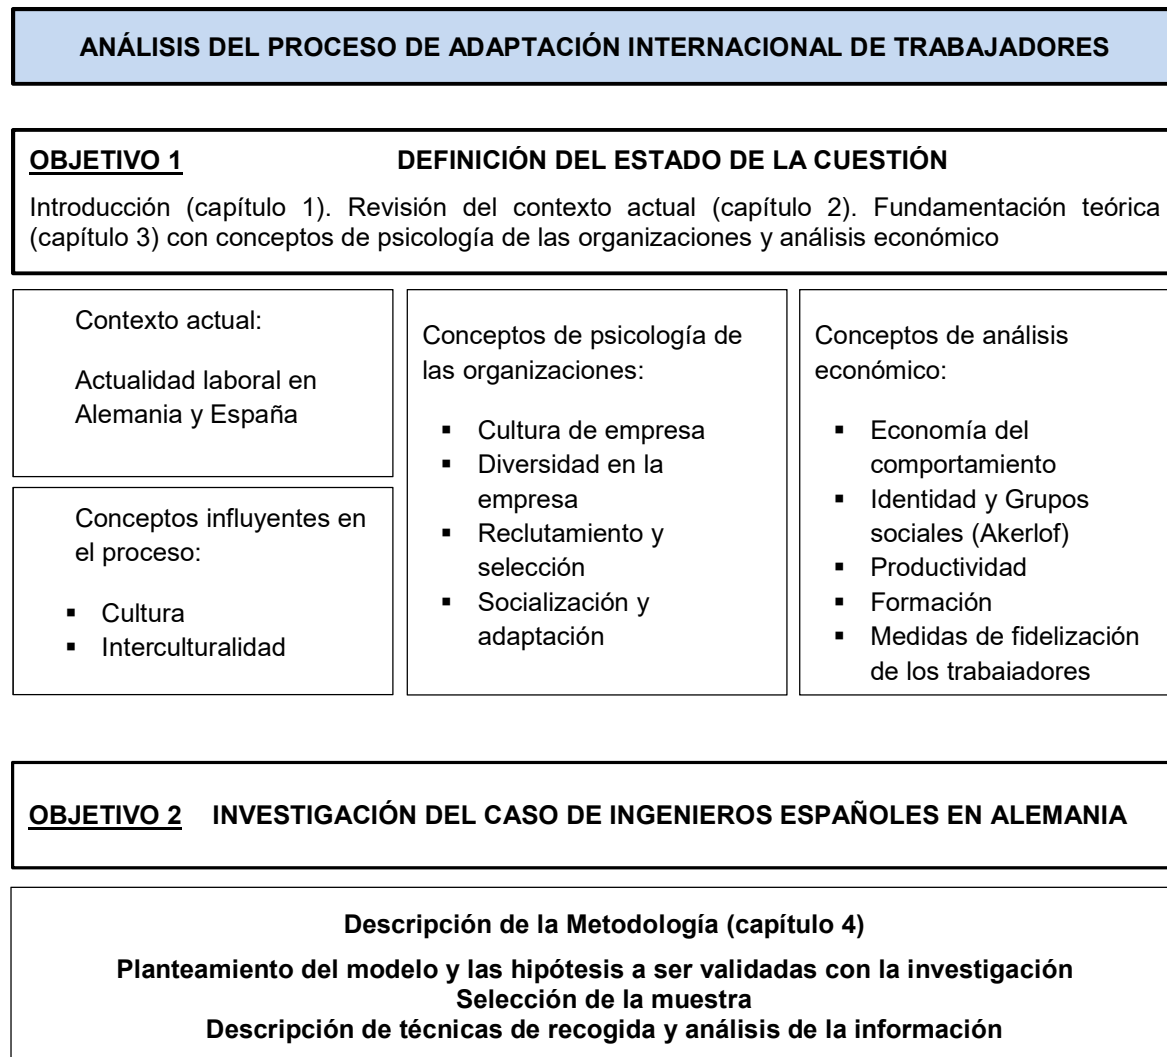 ANÁLISIS DEL PROCESO DE ADAPTACIÓN INTERNACIONAL DE TRABAJADORES
OBJETIVO 1 DEFINICIÓN DEL ESTADO DE LA CUESTIÓN
Introducción (capítulo 1). Revisión del contexto actual (capítulo 2). Fundamentación teórica
(capítulo 3) con conceptos de psicología de las organizaciones y análisis económico
Contexto actual:
Actualidad laboral en
Alemania y España
Conceptos influyentes en
el proceso:
▪ Cultura
▪ Interculturalidad
Conceptos de psicología de
las organizaciones:
▪ Cultura de empresa
▪ Diversidad en la
empresa
▪ Reclutamiento y
selección
▪ Socialización y
adaptación
Conceptos de análisis
económico:
▪ Economía del
comportamiento
▪ Identidad y Grupos
sociales (Akerlof)
▪ Productividad
▪ Formación
▪ Medidas de fidelización
de los trabajadores
OBJETIVO 2 INVESTIGACIÓN DEL CASO DE INGENIEROS ESPAÑOLES EN ALEMANIA
Descripción de la Metodología (capítulo 4)
Planteamiento del modelo y las hipótesis a ser validadas con la investigación
Selección de la muestra
Descripción de técnicas de recogida y análisis de la información